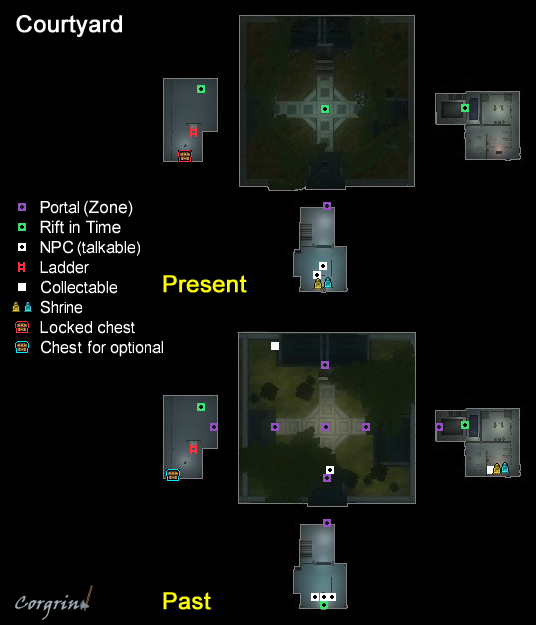 Courtyard
Portal (Zone)
Rift in Time
NPC (talkable)
Ladder
Collectable
Shrine
Locked chest
Chest for optional
Present
Past
Corgrin